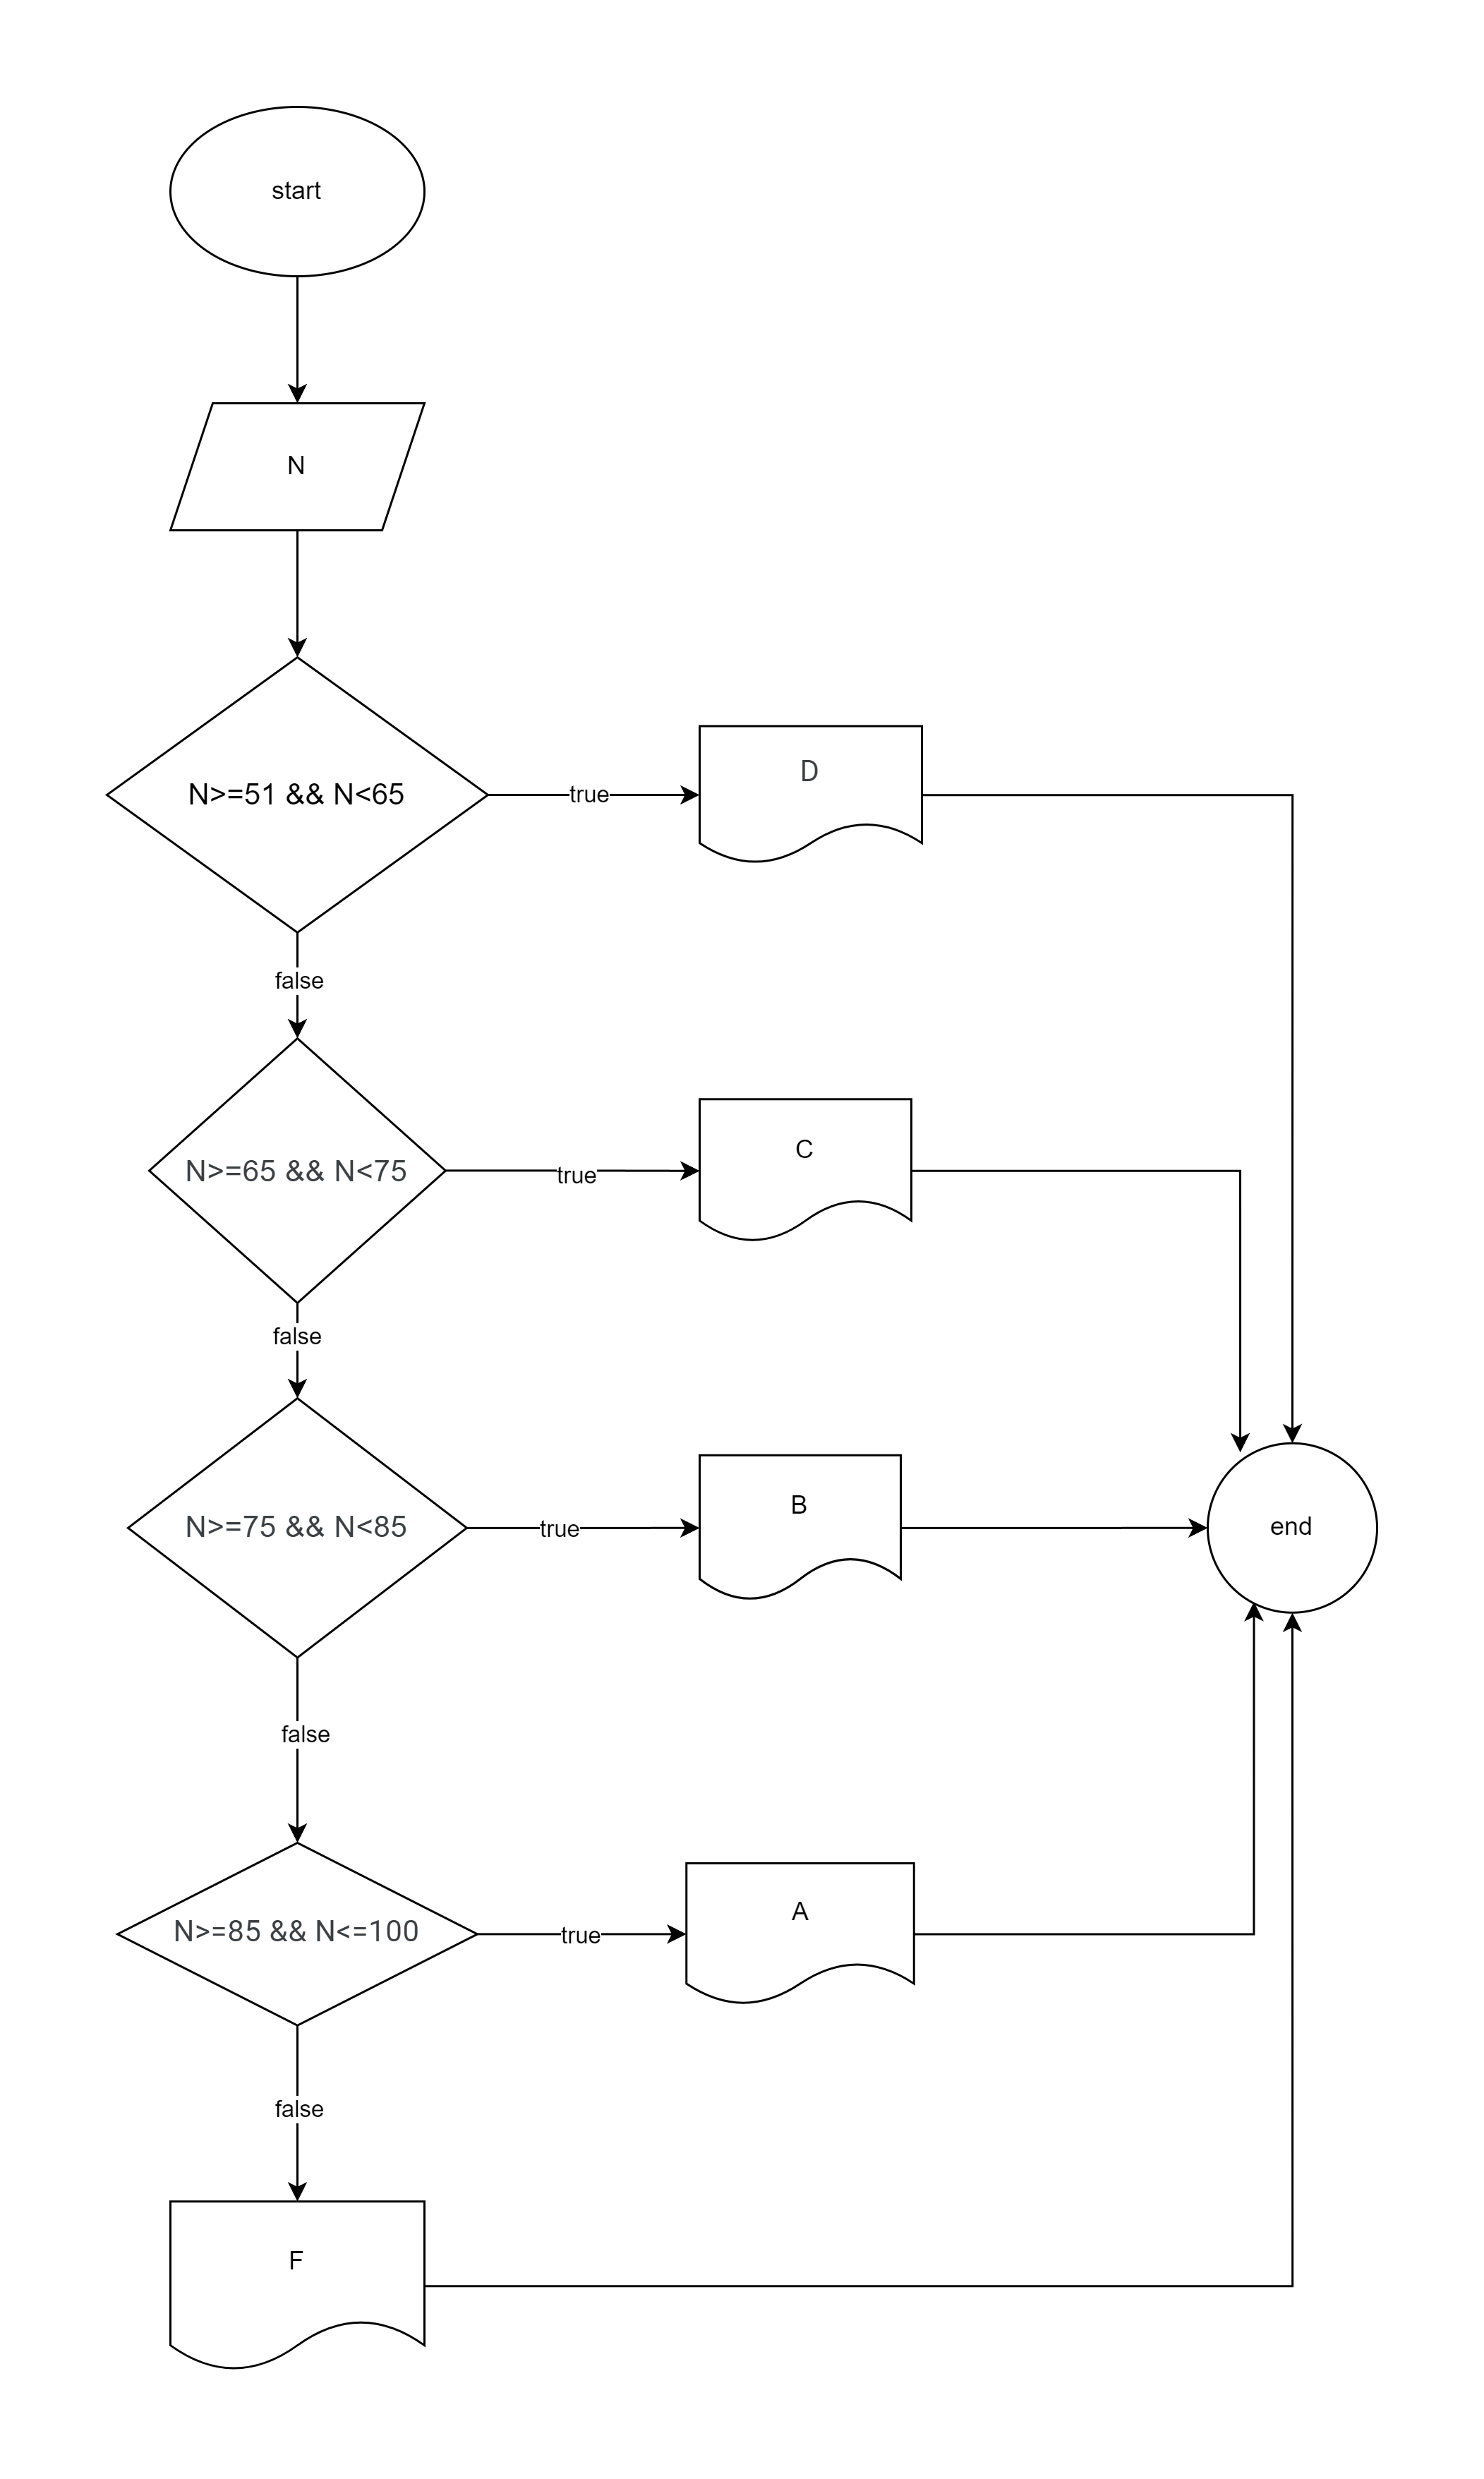 start
N
N>=51 && N<65
true
D
false
N>=65 && N<75
true
C
false
N>=75 && N<85
true
B
end
false
N>=85 && N<=100
true
A
false
F